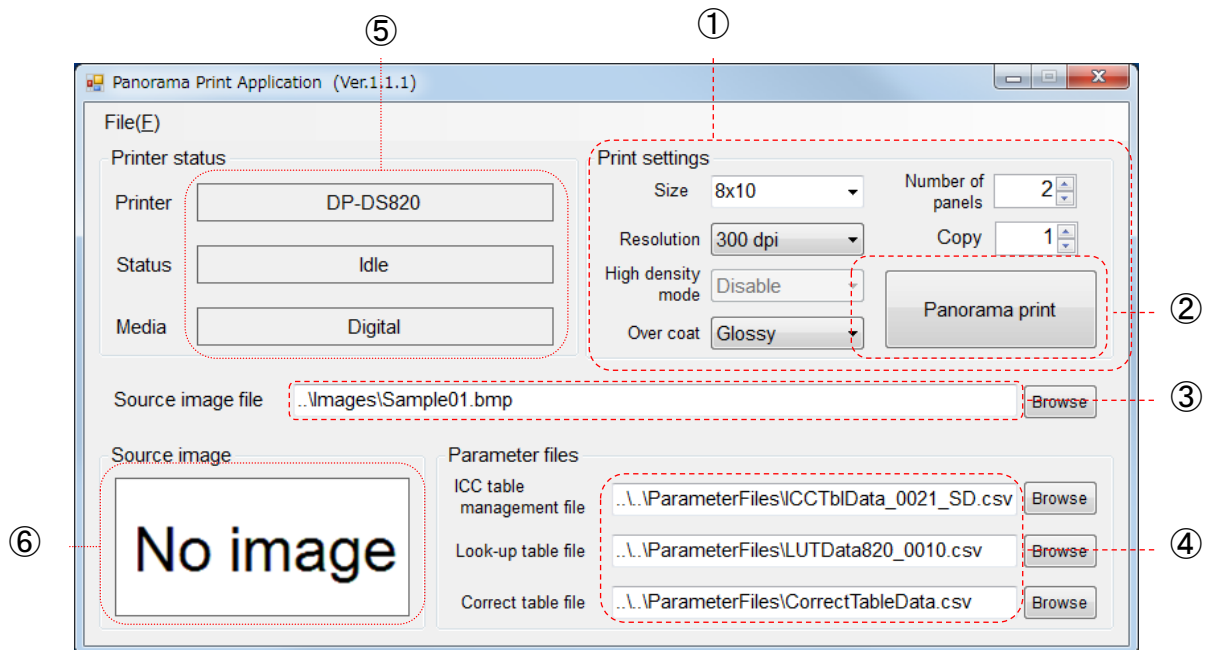 ⑤
①
Panorama Print Application (Ver.1.1.1)
File(F)
Printer status
Printer
DP-DS820
Status
Idle
Media
Digital
Print settings
Size
8x10
Number of
panels
2
Resolution
300 dpi
Copy
1
High density
mode
Disable
Over coat
Glossy
Panorama print
②
Source image file
..\Images\Sample01.bmp
Browse
③
Source image
No image
⑥
Parameter files
ICC table
management file
..\..\ParameterFiles\ICCTblData_0021_SD.csv
Browse
Look-up table file
..\..\ParameterFiles\LUTData820_0010.csv
Browse
④
Correct table file
..\..\ParameterFiles\CorrectTableData.csv
Browse